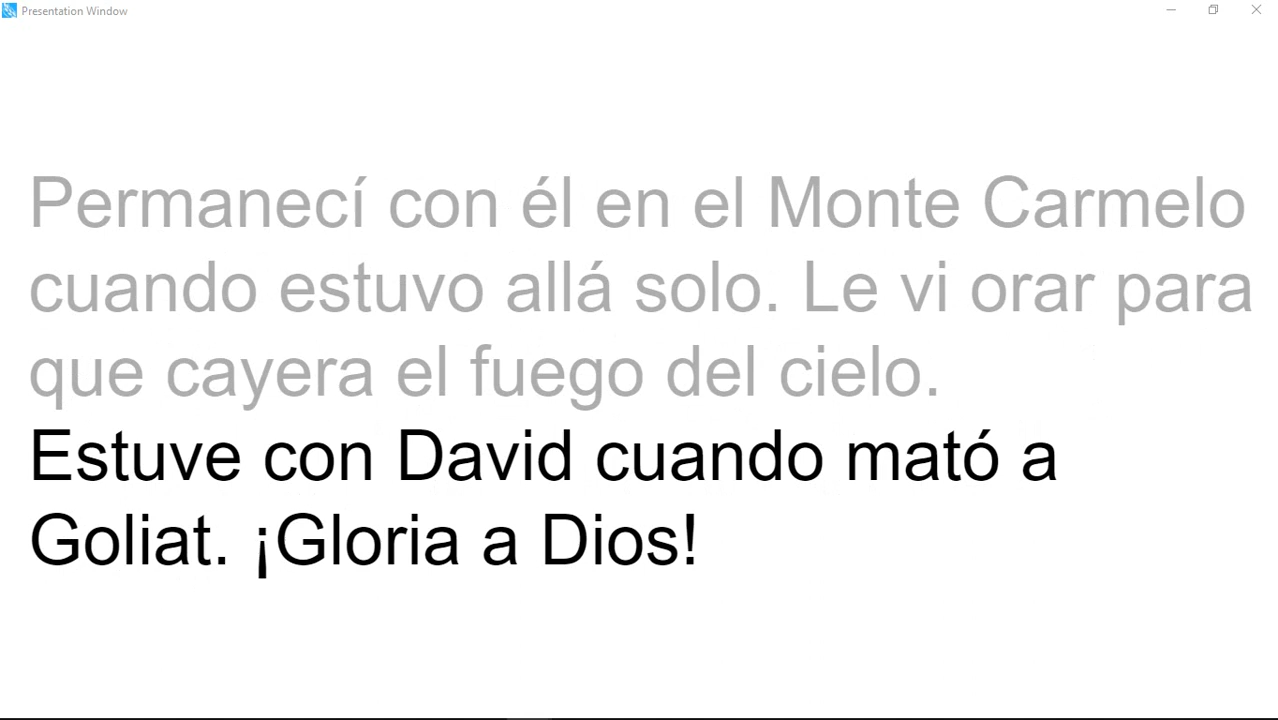 Presentation Window
Permanecí con él en el Monte Carmelo
cuando estuvo allá solo. Le vi orar para
que cayera el fuego del cielo.
Estuve con David cuando mató a
Goliat. ¡Gloria a Dios!